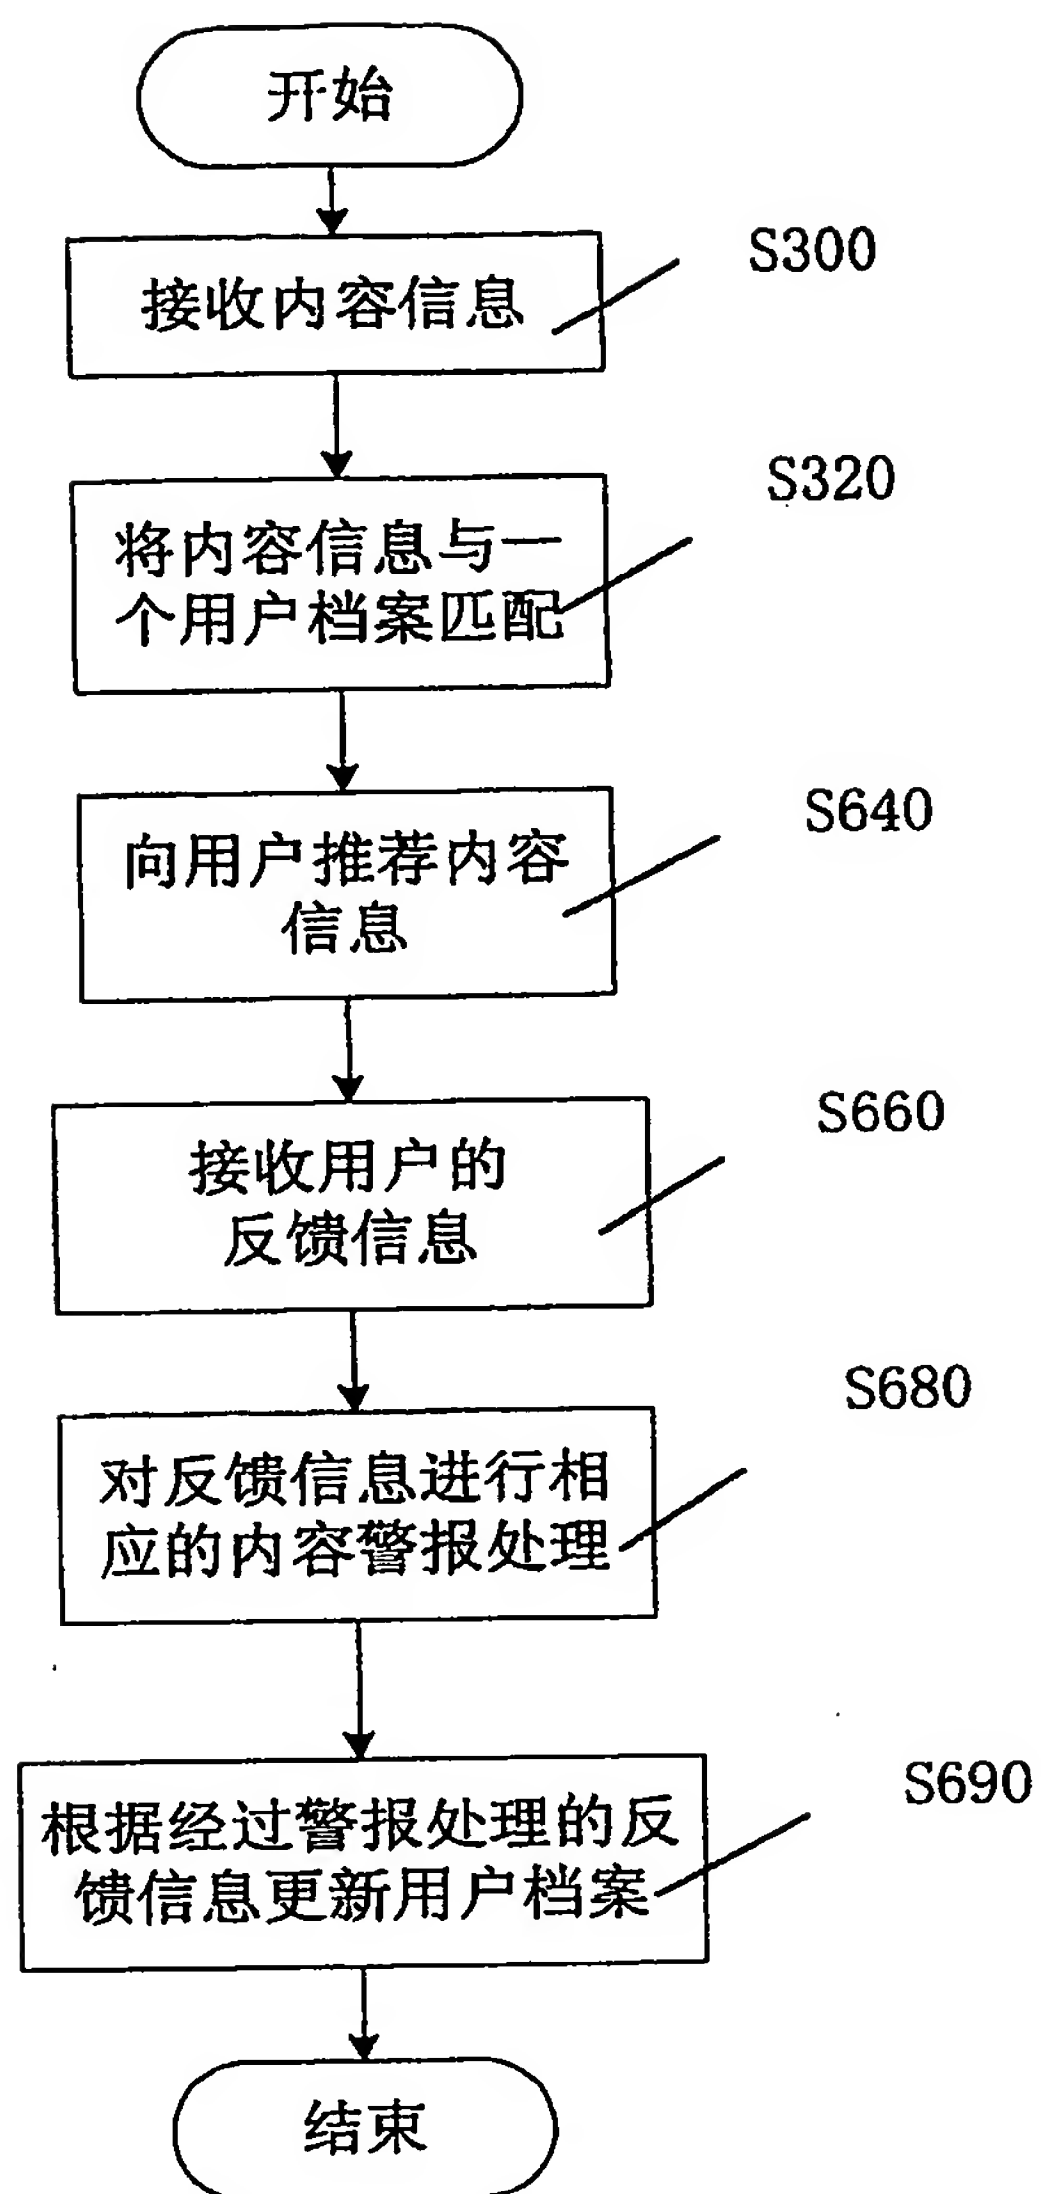 开始
S300
接收内容信息
S320
将内容信息与一
个用户档案匹配
S640
向用户推荐内容
信息
S660
接收用户的
反馈信息
S680
对反馈信息进行相
应的内容警报处理
S690
根据经过警报处理的反
馈信息更新用户档案
结束